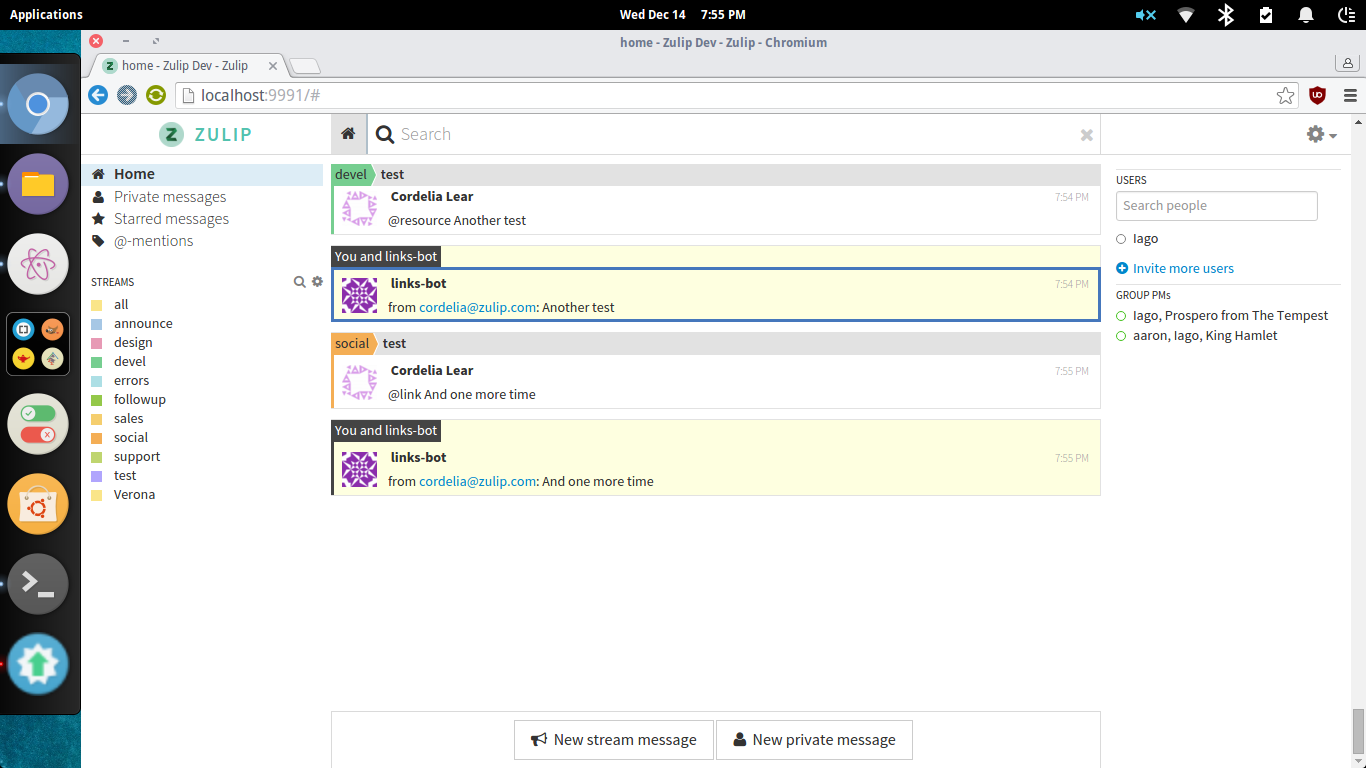 Applications
Wed Dec 14 7:55 PM
home - Zulip Dev - Zulip - Chromium
home - Zulip Dev - Zulip
localhost:9991/#
ZULIP
Search
Home
Private messages
Starred messages
@-mentions
STREAMS
all
announce
design
devel
errors
followup
sales
social
support
test
Verona
devel test
Cordelia Lear 7:54 PM
@resource Another test
You and links-bot
links-bot 7:54 PM
from cordelia@zulip.com: Another test
social test
Cordelia Lear 7:55 PM
@link And one more time
You and links-bot
links-bot 7:55 PM
from cordelia@zulip.com: And one more time
New stream message
New private message
USERS
Search people
Iago
Invite more users
GROUP PMs
Iago, Prospero from The Tempest
aaron, Iago, King Hamlet